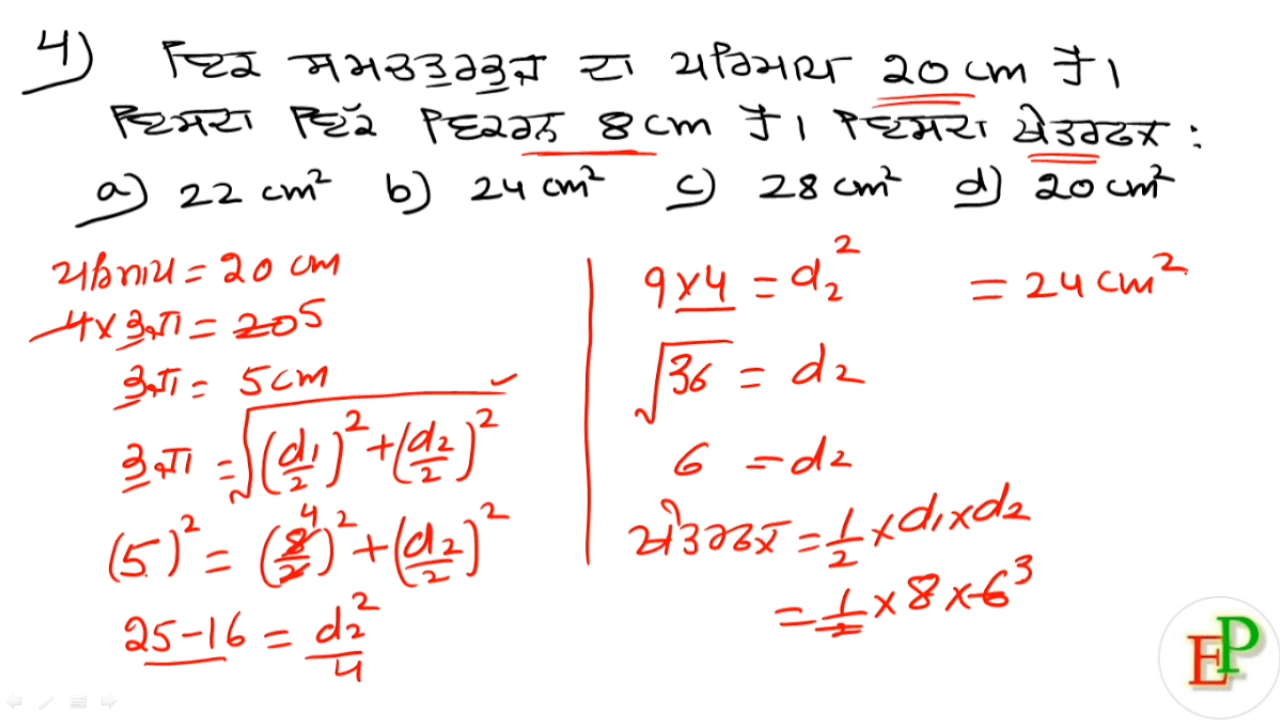 4) ਇਕ ਸਮਚਤੁਰਭੁਜ ਦਾ ਪਰਿਮਾਪ 20 cm ਹੈ।
ਇਸਦਾ ਇੱਕ ਵਿਕਰਨ 8 cm ਹੈ। ਇਸਦਾ ਖੇਤਰਫਲ :
a) 22 cm² b) 24 cm² c) 28 cm² d) 20 cm²
ਪਰਿਮਾਪ = 20 cm
4 × ਭੁਜਾ = 20 5
ਭੁਜਾ = 5 cm
ਭੁਜਾ = √((d₁/2)² + (d₂/2)²)
(5)² = (8/2)² 4 + (d₂/2)²
25 - 16 = d₂²/4
9 × 4 = d₂²
√36 = d₂
6 = d₂
ਖੇਤਰਫਲ = 1/2 × d₁ × d₂
= 1/2 × 8 × 6 3
= 24 cm²
EP